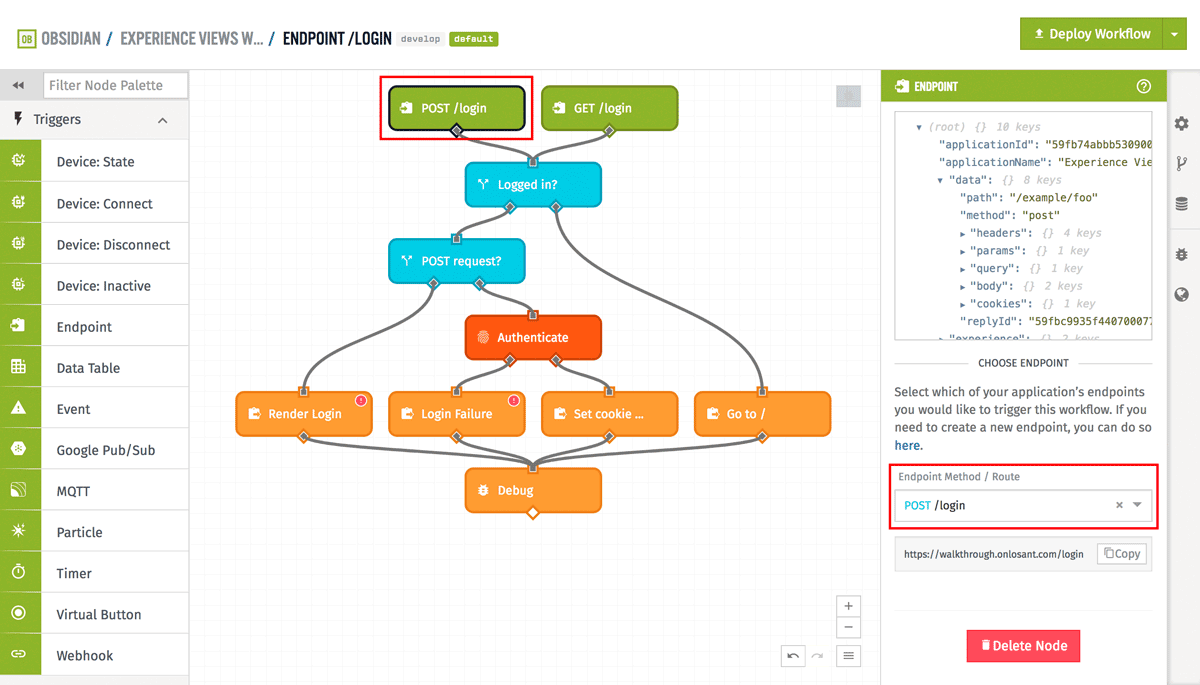 OB OBSIDIAN / EXPERIENCE VIEWS W... / ENDPOINT /LOGIN develop default
Deploy Workflow
Filter Node Palette
Triggers
Device: State
Device: Connect
Device: Disconnect
Device: Inactive
Endpoint
Data Table
Event
Google Pub/Sub
MQTT
Particle
Timer
Virtual Button
Webhook
POST /login
GET /login
Logged in?
POST request?
Authenticate
Render Login
Login Failure
Set cookie ...
Go to /
Debug
ENDPOINT
(root) {} 10 keys
"applicationId": "59fb74abbb530900
"applicationName": "Experience Vie
"data": {} 8 keys
"path": "/example/foo"
"method": "post"
"headers": {} 4 keys
"params": {} 1 key
"query": {} 1 key
"body": {} 2 keys
"cookies": {} 1 key
"replyId": "59fbc9935f44070007
"experience": {} 2 keys
CHOOSE ENDPOINT
Select which of your application's endpoints
you would like to trigger this workflow. If you
need to create a new endpoint, you can do so
here.
Endpoint Method / Route
POST /login
https://walkthrough.onlosant.com/login
Copy
Delete Node